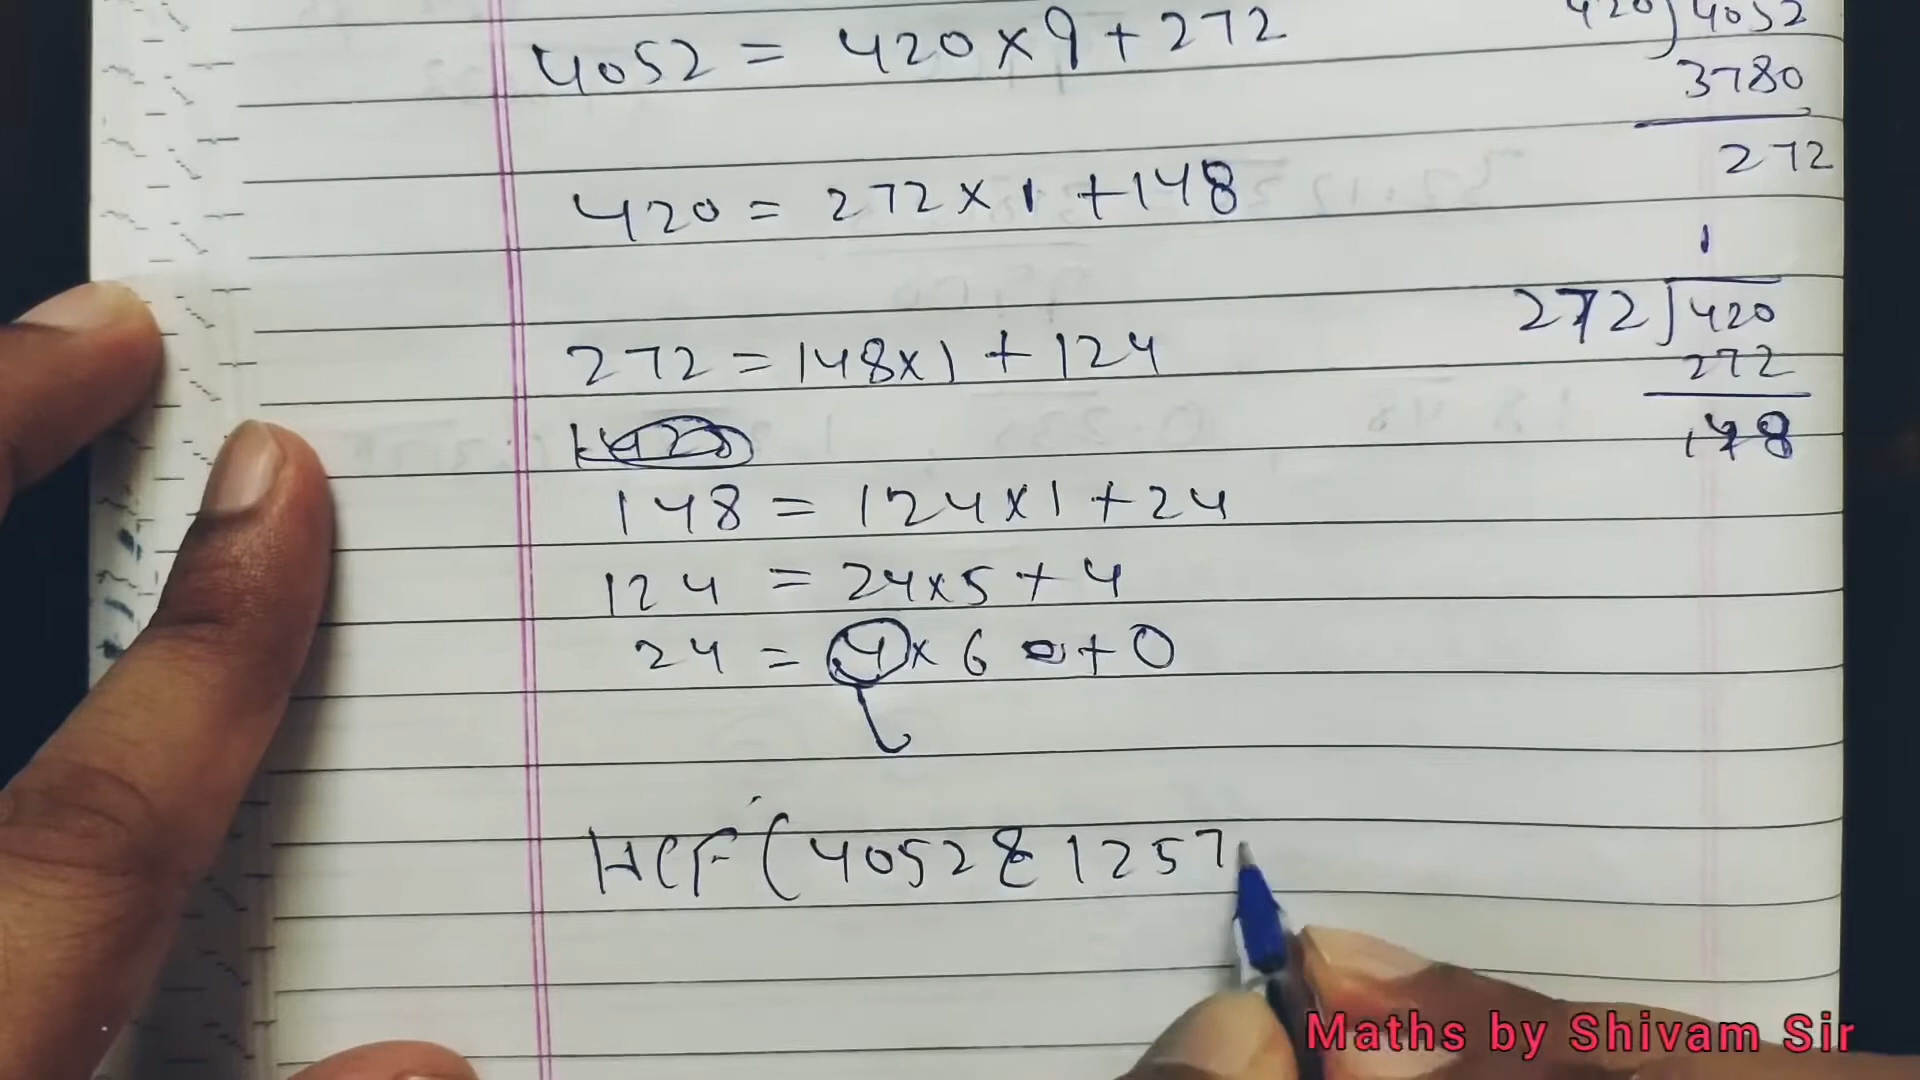 4052 = 420 x 9 + 272
420 = 272 x 1 + 148
272 = 148 x 1 + 124
148 = 124 x 1 + 24
124 = 24 x 5 + 4
24 = 4 x 6 + 0
HCF (4052 & 1257
420) 4052
3780
272
1
272) 420
272
148
Maths by Shivam Sir